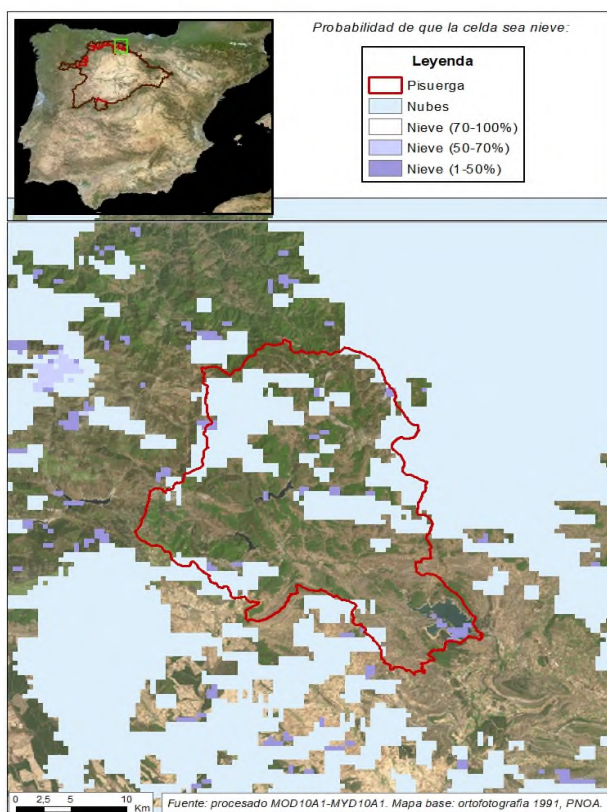 Probabilidad de que la celda sea nieve:
Leyenda
Pisuerga
Nubes
Nieve (70-100%)
Nieve (50-70%)
Nieve (1-50%)
0 2,5 5 10
Km
Fuente: procesado MOD10A1-MYD10A1. Mapa base: ortofotografia 1991, PNOA